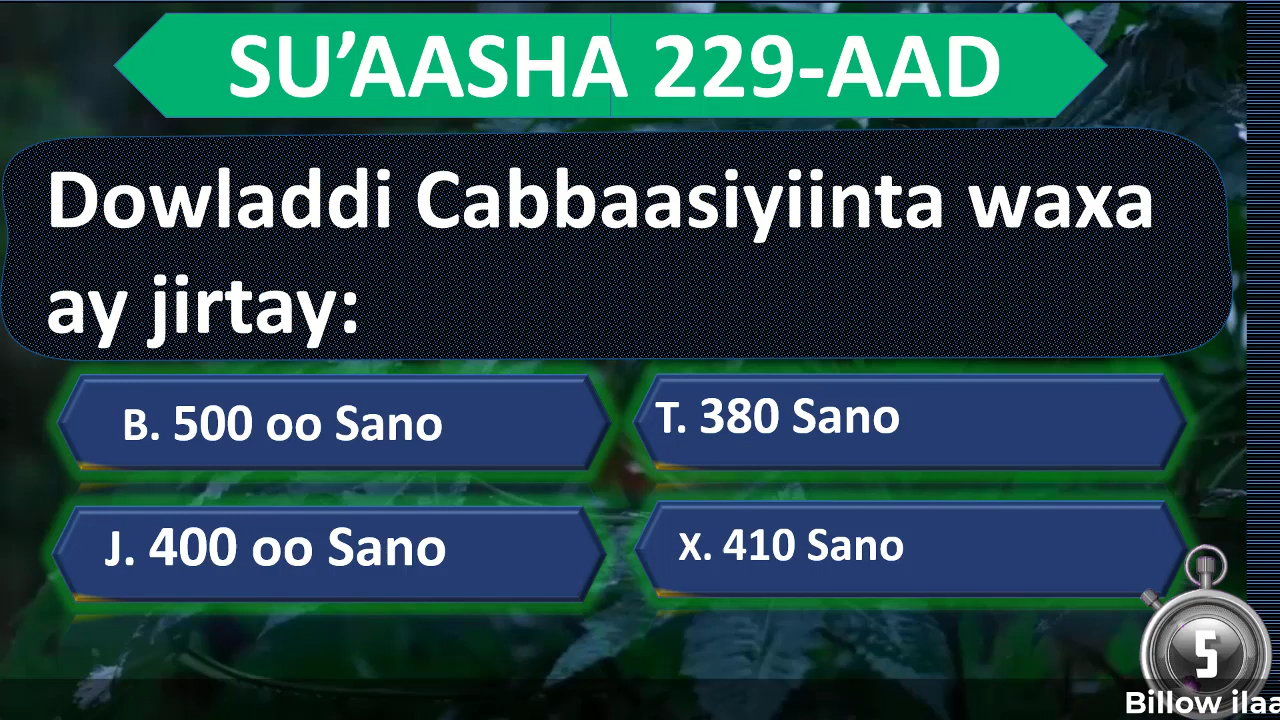 SU’AASHA 229-AAD
Dowladdi Cabbaasiyiinta waxa
ay jirtay:
B. 500 oo Sano
T. 380 Sano
J. 400 oo Sano
X. 410 Sano
5
Billow ilaa